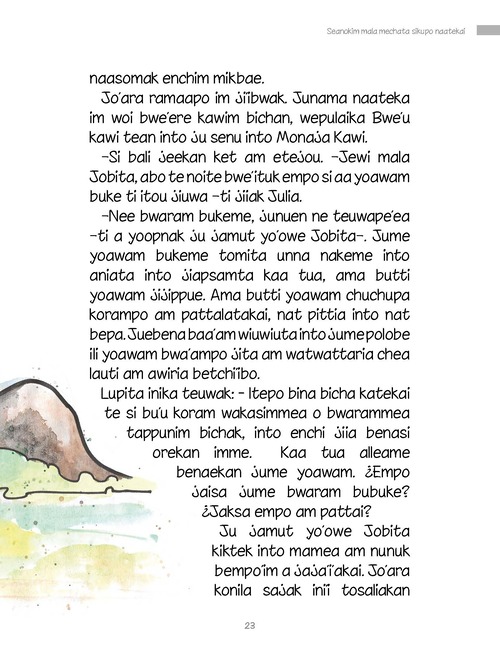 Seanokim mala mechata sikupo naatekai
naasomak enchim mikbae.
Jo'ara ramaapo im jiibwak. Junama naateka
im woi bwe'ere kawim bichan, wepulaika Bwe'u
kawi tean into ju senu into Monaja Kawi.
–Si bali jeekan ket am etejou. –Jewi mala
Jobita, abo te noite bwe'ituk empo si aa yoawam
buke ti itou jiuwa –ti jiiak Julia.
–Nee bwaram bukeme, junuen ne teuwape'ea
–ti a yoopnak ju jamut yo'owe Jobita–. Jume
yoawam bukeme tomita unna nakeme into
aniata into jiapsamta kaa tua, ama butti
yoawam jijippue. Ama butti yoawam chuchupa
korampo am pattalatakai, nat pittia into nat
bepa. Juebena baa'am wiuwiuta into jume polobe
ili yoawam bwa'ampo jita am watwattaria chea
lauti am awiria betchiibo.
Lupita inika teuwak: - Itepo bina bicha katekai
te si bu'u koram wakasimmea o bwarammea
tappunim bichak, into enchi jiia benasi
orekan imme. Kaa tua alleame
benaekan jume yoawam. ¿Empo
jaisa jume bwaram bubuke?
¿Jaksa empo am pattai?
Ju jamut yo'owe Jobita
kiktek into mamea am nunuk
bempo'im a jaja'i'akai. Jo'ara
konila sajak inii tosaliakan
23